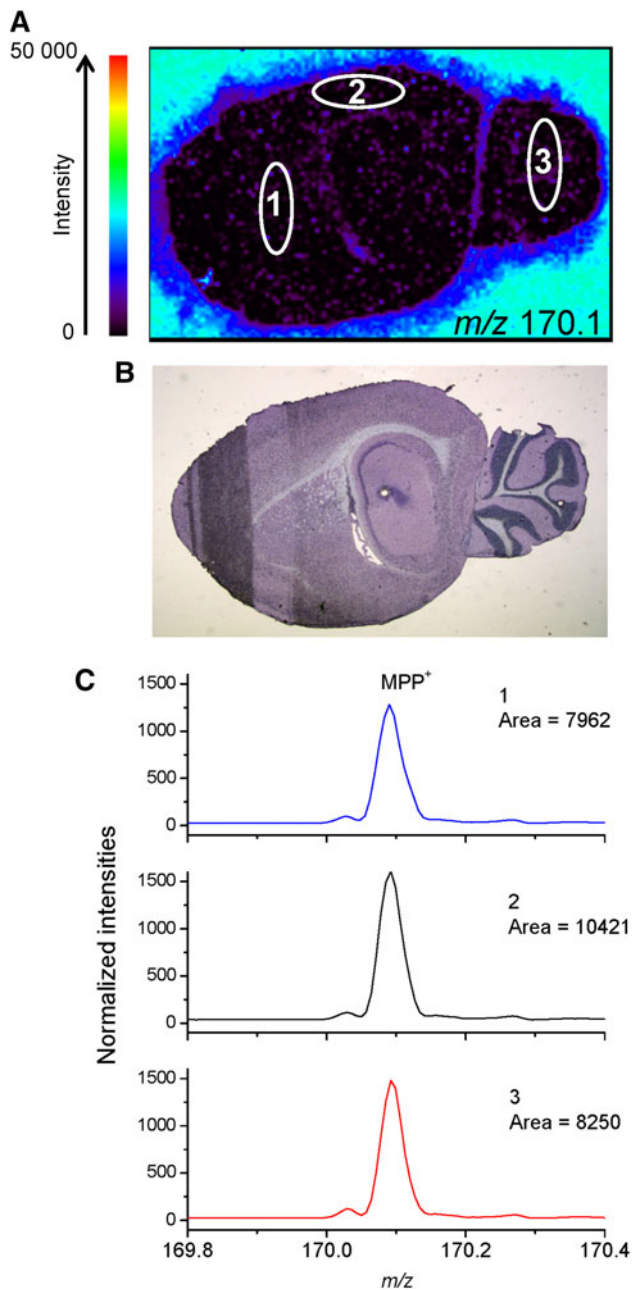 A
50 000
Intensity
0
1
2
3
m/z 170.1
B
C
MPP+
Normalized intensities
1500
1000
500
0
1
Area = 7962
1500
1000
500
0
2
Area = 10421
1500
1000
500
0
3
Area = 8250
169.8
170.0
170.2
170.4
m/z